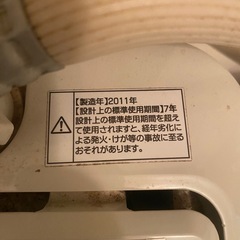 【製造年】2011年
【設計上の標準使用期間】7年
設計上の標準使用期間を超え
て使用されますと、経年劣化に
よる発火・けが等の事故に至る
おそれがあります。